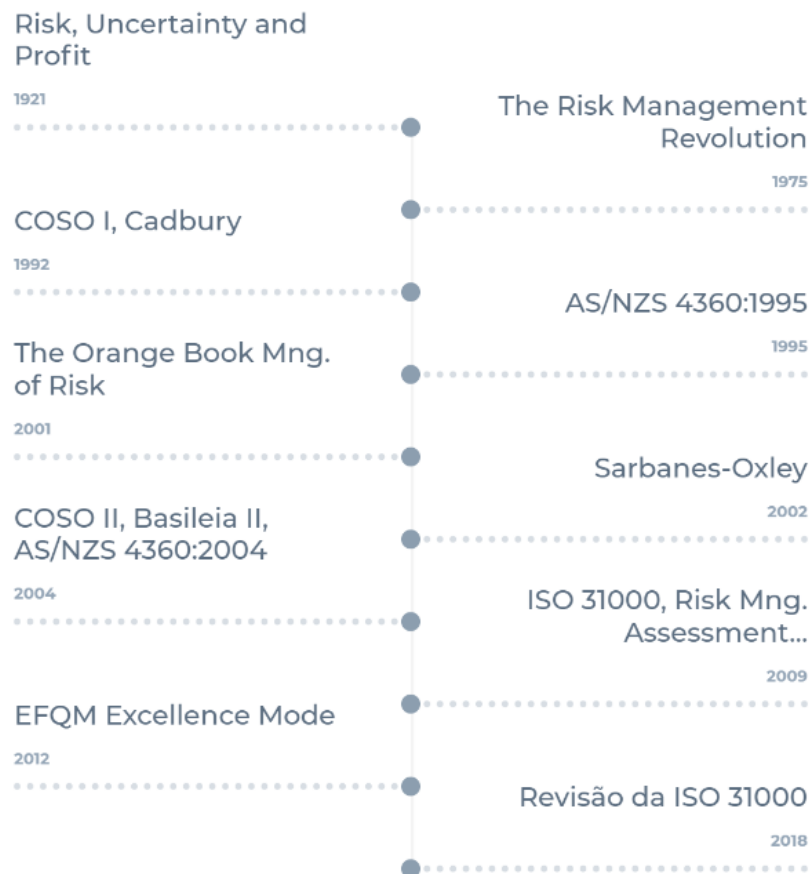 Risk, Uncertainty and
Profit
1921
The Risk Management
Revolution
1975
COSO I, Cadbury
1992
AS/NZS 4360:1995
1995
The Orange Book Mng.
of Risk
2001
Sarbanes-Oxley
2002
COSO II, Basileia II,
AS/NZS 4360:2004
2004
ISO 31000, Risk Mng.
Assessment...
2009
EFQM Excellence Mode
2012
Revisão da ISO 31000
2018